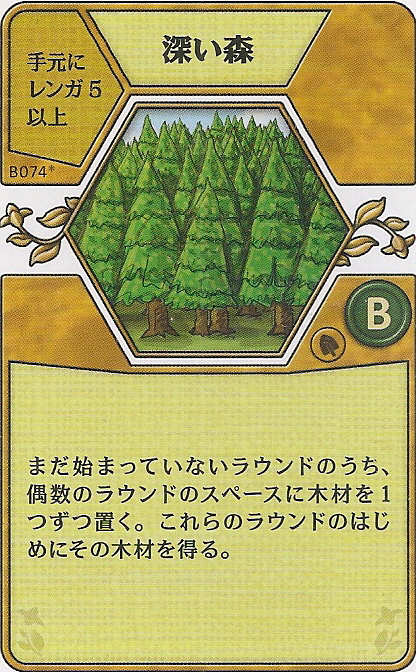 深い森
手元に
レンガ5
以上
B074*
B
まだ始まっていないラウンドのうち、
偶数のラウンドのスペースに木材を1
つずつ置く。これらのラウンドのはじ
めにその木材を得る。